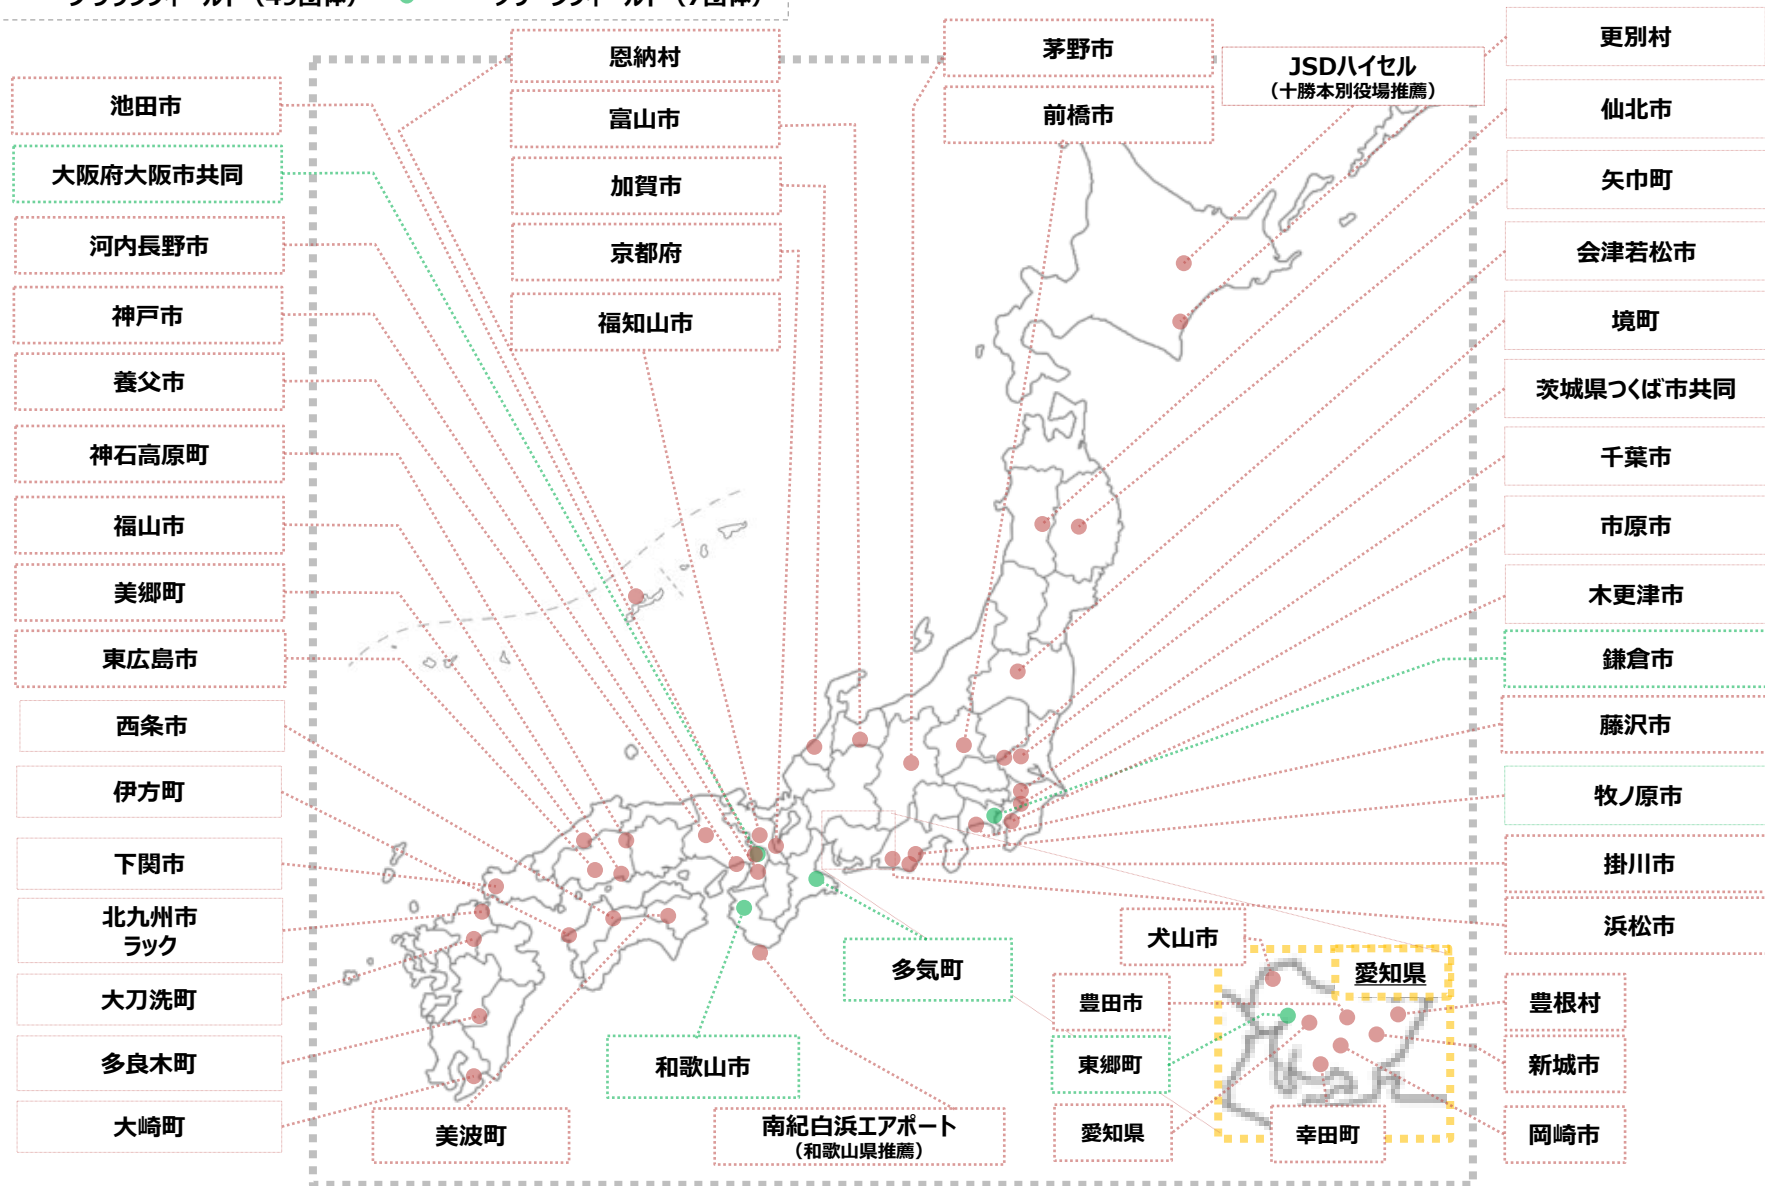 恩納村
富山市
加賀市
京都府
福知山市
茅野市
前橋市
JSDハイセル
（十勝本別役場推薦）
池田市
大阪府大阪市共同
河内長野市
神戸市
養父市
神石高原町
福山市
美郷町
東広島市
西条市
伊方町
下関市
北九州市
ラック
大刀洗町
多良木町
大崎町
更別村
仙北市
矢巾町
会津若松市
境町
茨城県つくば市共同
千葉市
市原市
木更津市
鎌倉市
藤沢市
牧ノ原市
掛川市
浜松市
多気町
和歌山市
美波町
南紀白浜エアポート
（和歌山県推薦）
犬山市
豊田市
東郷町
愛知県
愛知県
幸田町
豊根村
新城市
岡崎市